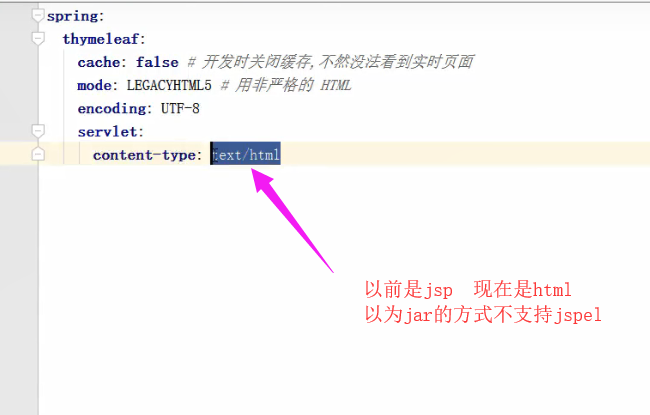 spring:
thymeleaf:
cache: false # 开发时关闭缓存,不然没法看到实时页面
mode: LEGACYHTML5 # 用非严格的 HTML
encoding: UTF-8
servlet:
content-type: text/html
以前是jsp 现在是html
以为jar的方式不支持jspel